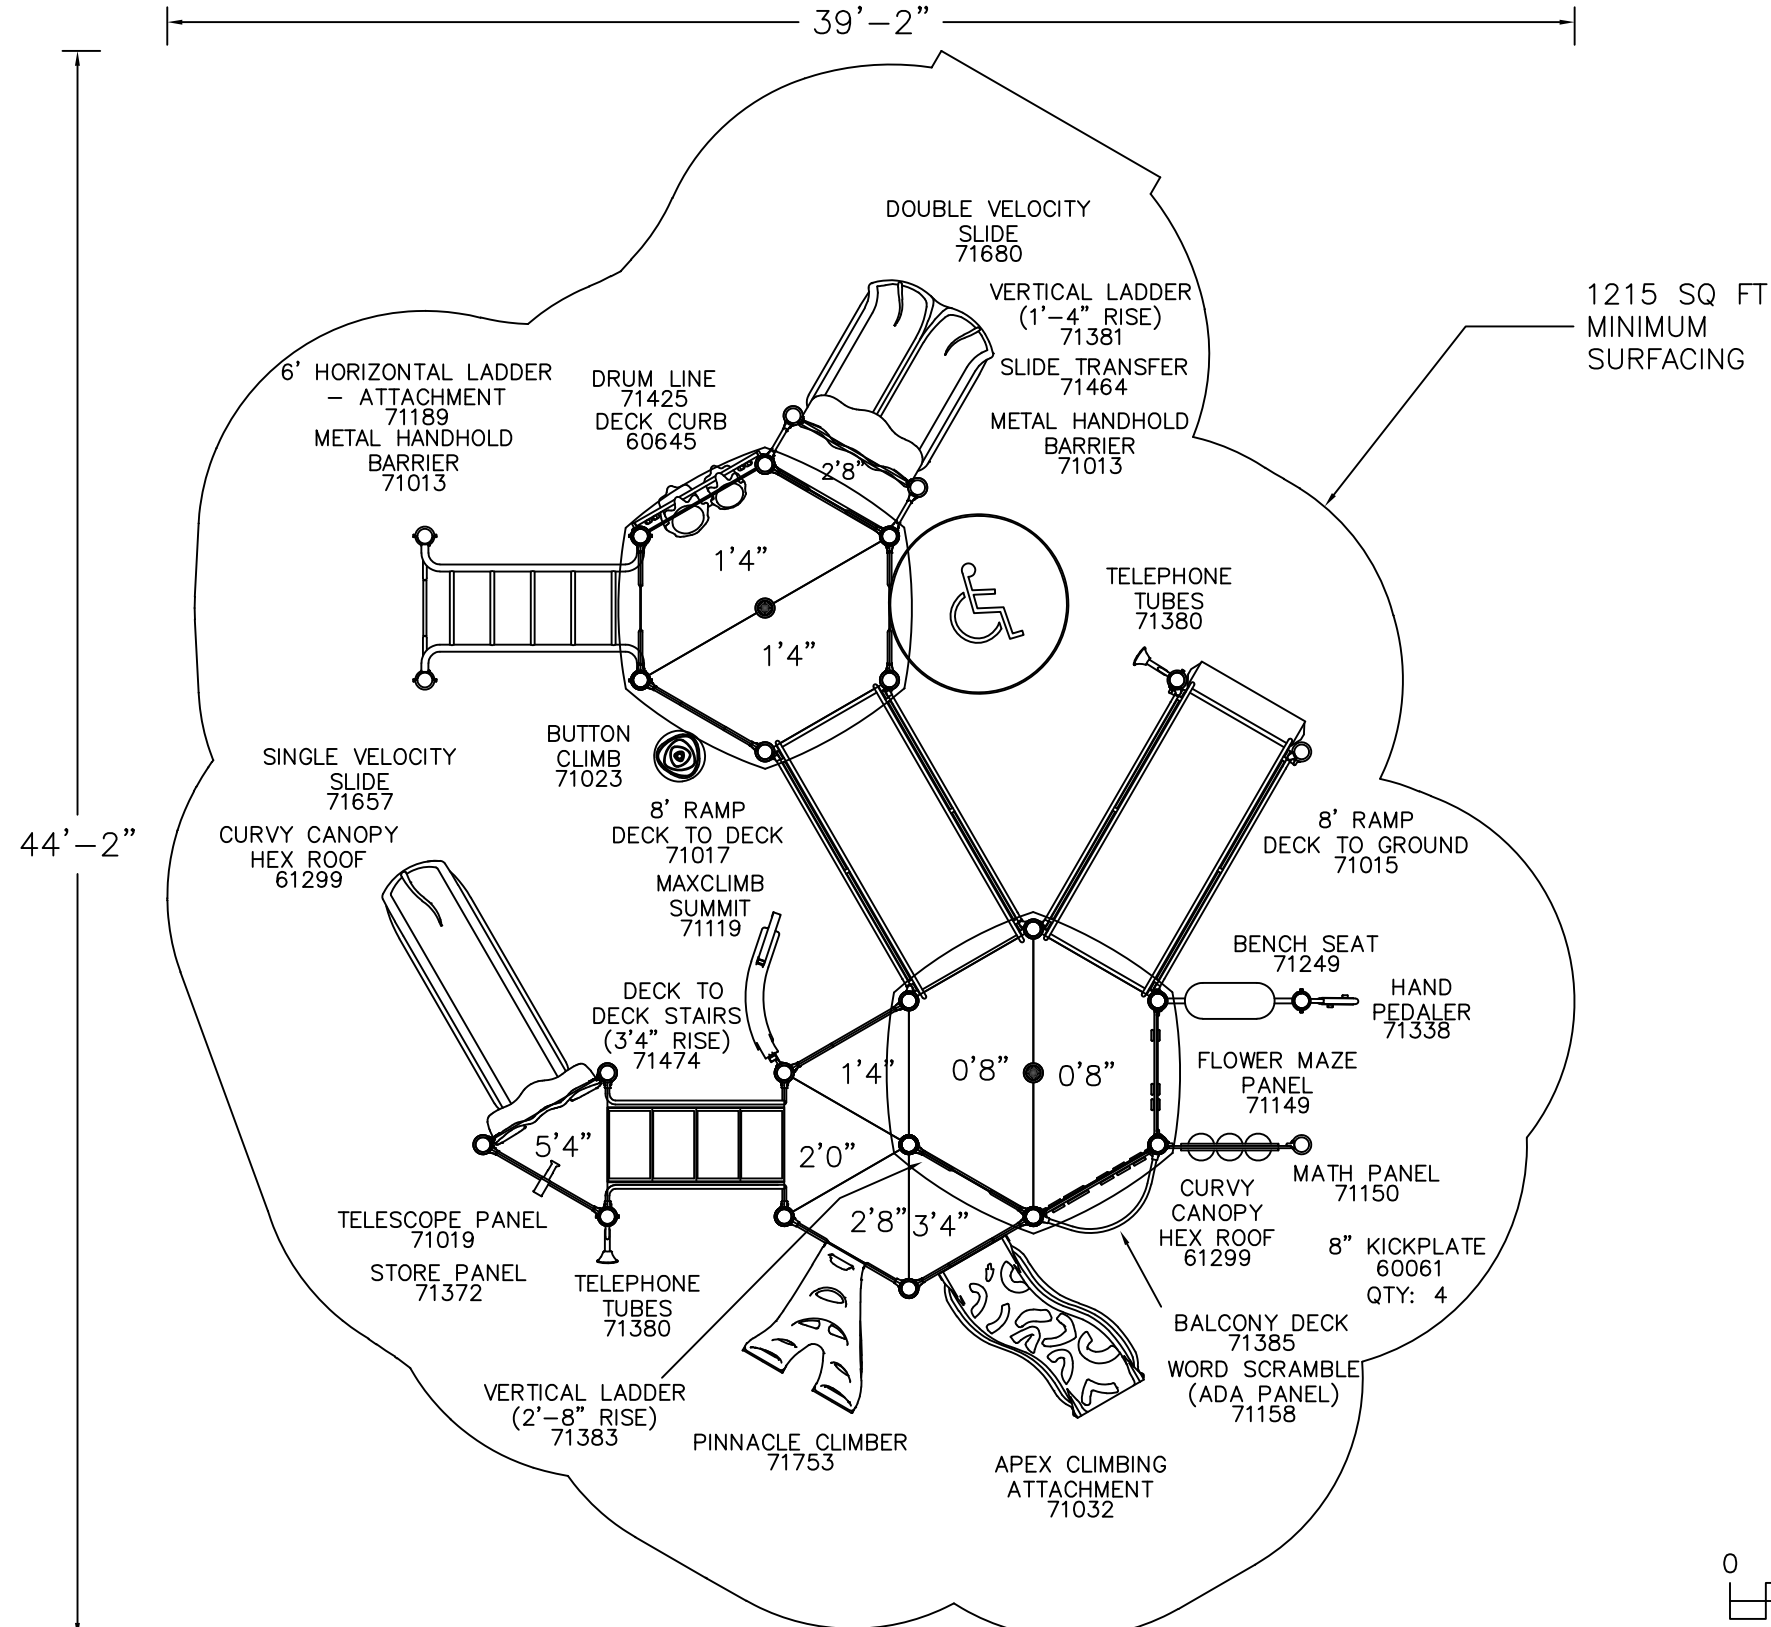 39'-2"
44'-2"
1215 SQ FT
MINIMUM
SURFACING
DOUBLE VELOCITY
SLIDE
71680
VERTICAL LADDER
(1'-4" RISE)
71381
SLIDE TRANSFER
71464
METAL HANDHOLD
BARRIER
71013
6' HORIZONTAL LADDER
- ATTACHMENT
71189
METAL HANDHOLD
BARRIER
71013
DRUM LINE
71425
DECK CURB
60645
2'8"
1'4"
1'4"
TELEPHONE
TUBES
71380
BUTTON
CLIMB
71023
SINGLE VELOCITY
SLIDE
71657
CURVY CANOPY
HEX ROOF
61299
8' RAMP
DECK TO DECK
71017
MAXCLIMB
SUMMIT
71119
8' RAMP
DECK TO GROUND
71015
BENCH SEAT
71249
HAND
PEDALER
71338
DECK TO
DECK STAIRS
(3'4" RISE)
71474
1'4"
0'8"
0'8"
FLOWER MAZE
PANEL
71149
5'4"
2'0"
2'8"
3'4"
MATH PANEL
71150
CURVY
CANOPY
HEX ROOF
61299
8" KICKPLATE
60061
QTY: 4
TELESCOPE PANEL
71019
STORE PANEL
71372
TELEPHONE
TUBES
71380
BALCONY DECK
71385
WORD SCRAMBLE
(ADA PANEL)
71158
VERTICAL LADDER
(2'-8" RISE)
71383
PINNACLE CLIMBER
71753
APEX CLIMBING
ATTACHMENT
71032
0